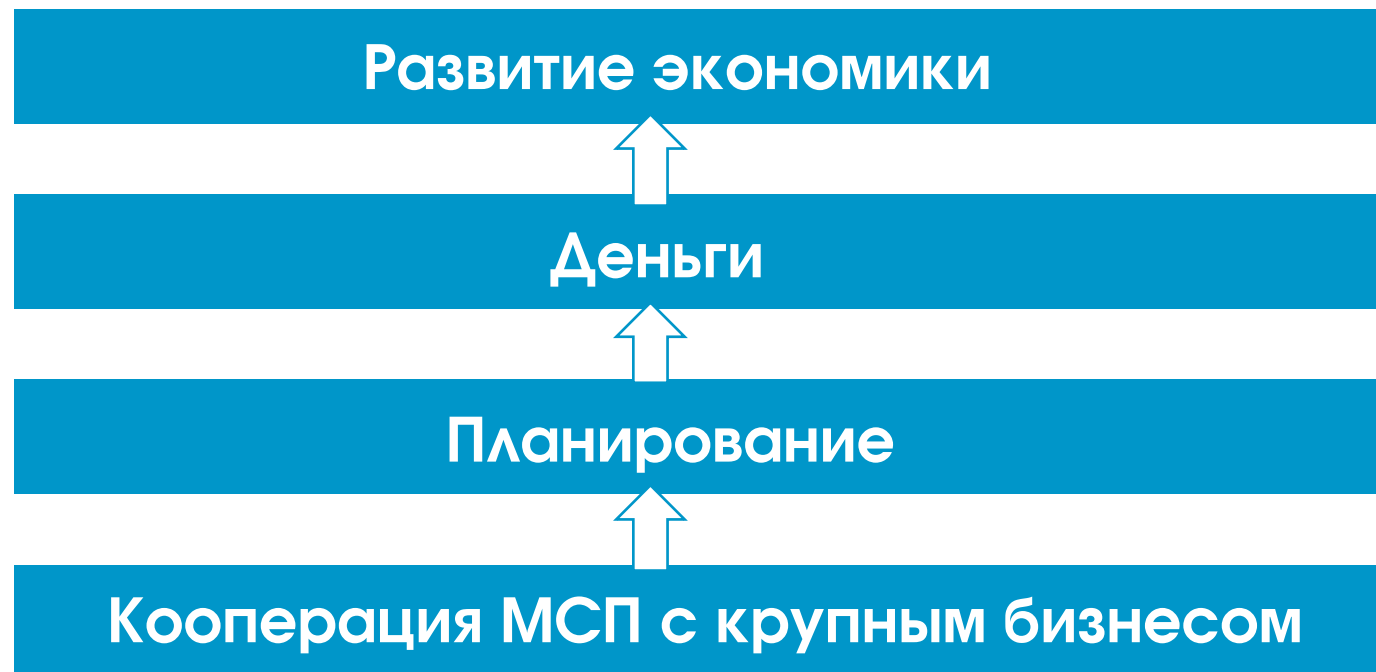 Развитие экономики
Деньги
Планирование
Кооперация МСП с крупным бизнесом